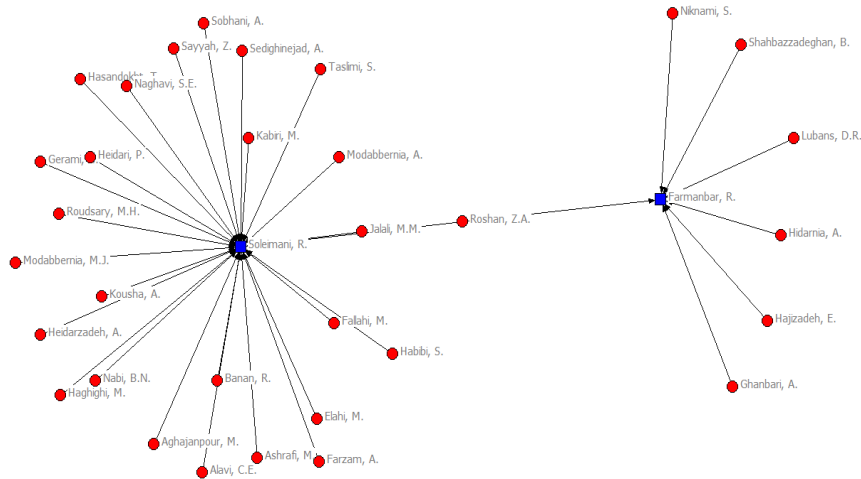 Niknami, S.
Sobhani, A.
Shahbazzadeghan, B.
Sayyah, Z.
Sedighinejad, A.
Taslimi, S.
Naghavi, S.E.
Kabiri, M.
Lubans, D.R.
Modabbernia, A.
Heidari, P.
Gerami,
Farmanbar, R.
Roudsary, M.H.
Roshan, Z.A.
Jalali, M.M.
Hidarnia, A.
Soleimani, R.
Modabbernia, M.J.
Kousha, A.
Hajizadeh, E.
Fallahi, M.
Heidarzadeh, A.
Habibi, S.
Nabi, B.N.
Banan, R.
Ghanbari, A.
Haghighi, M.
Elahi, M.
Aghajanpour, M.
Ashrafi, M.
Farzam, A.
Alavi, C.E.